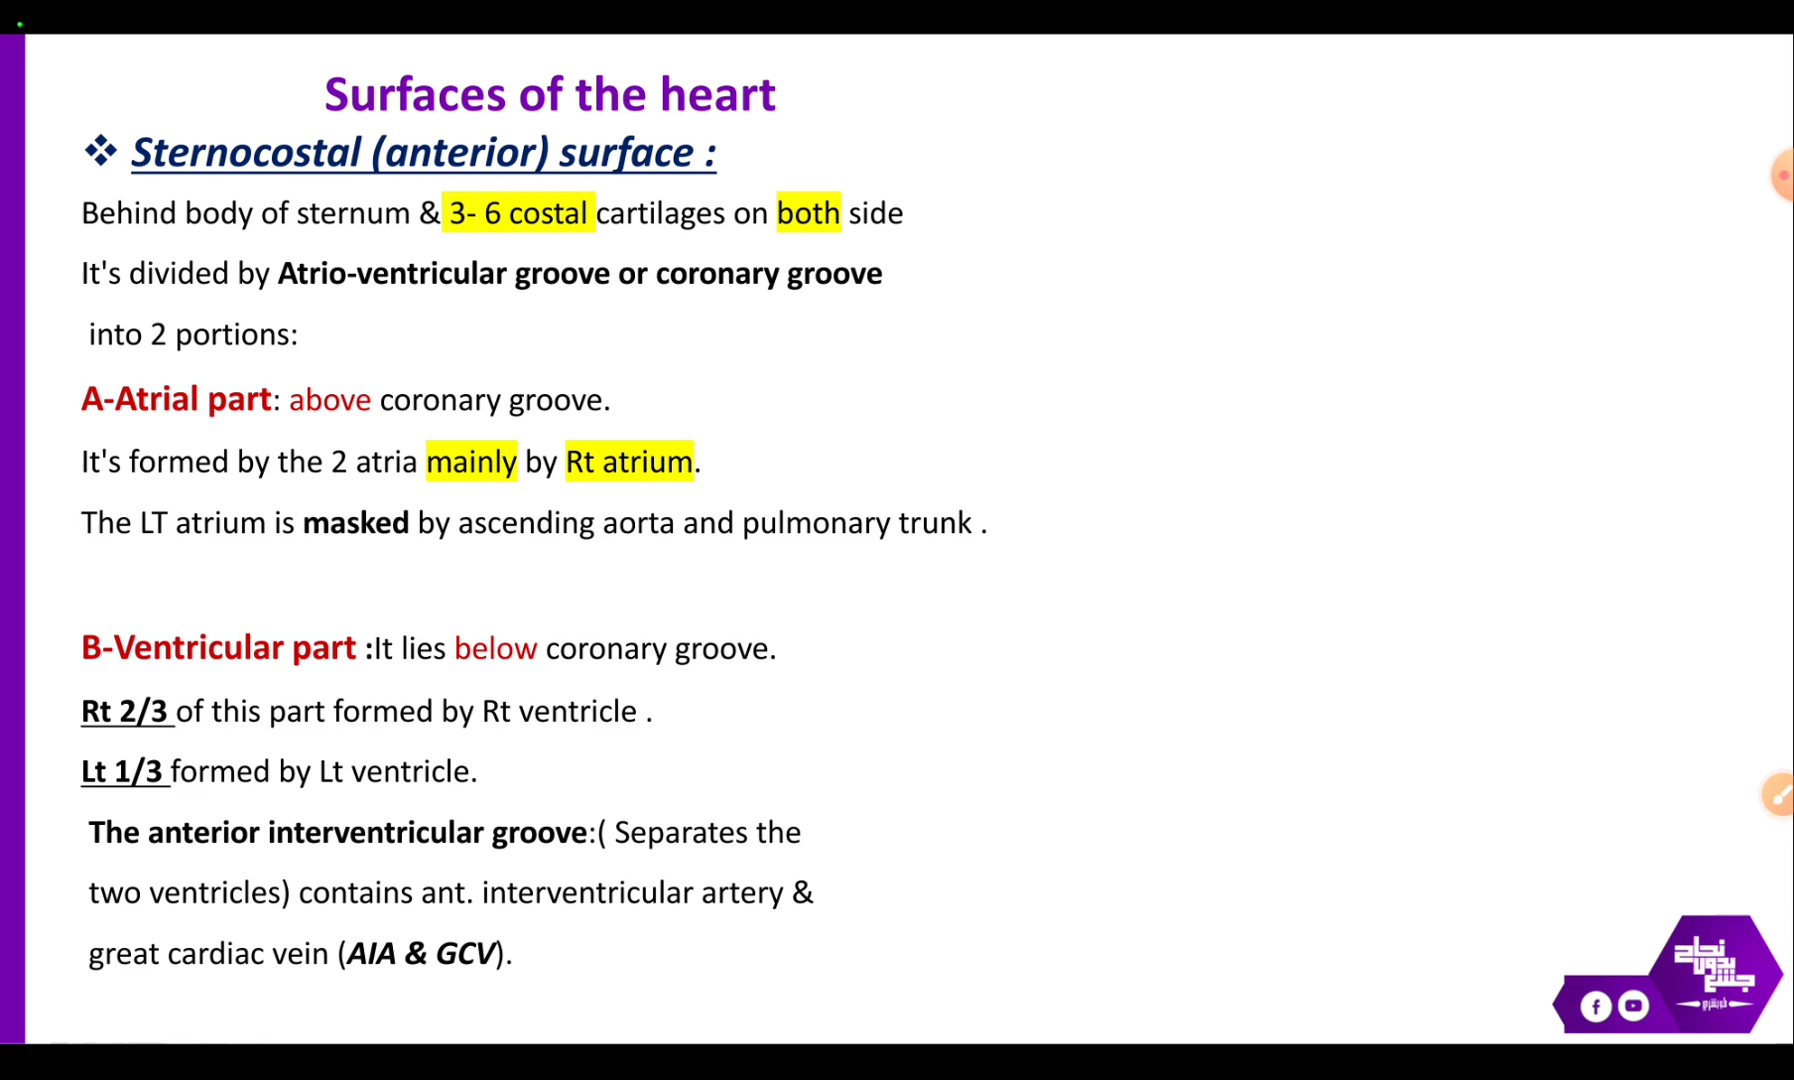 Surfaces of the heart
❖ Sternocostal (anterior) surface :
Behind body of sternum & 3- 6 costal cartilages on both side
It's divided by Atrio-ventricular groove or coronary groove
into 2 portions:
A-Atrial part: above coronary groove.
It's formed by the 2 atria mainly by Rt atrium.
The LT atrium is masked by ascending aorta and pulmonary trunk .
B-Ventricular part :It lies below coronary groove.
Rt 2/3 of this part formed by Rt ventricle .
Lt 1/3 formed by Lt ventricle.
The anterior interventricular groove:( Separates the
two ventricles) contains ant. interventricular artery &
great cardiac vein (AIA & GCV).
نجاح
بدون